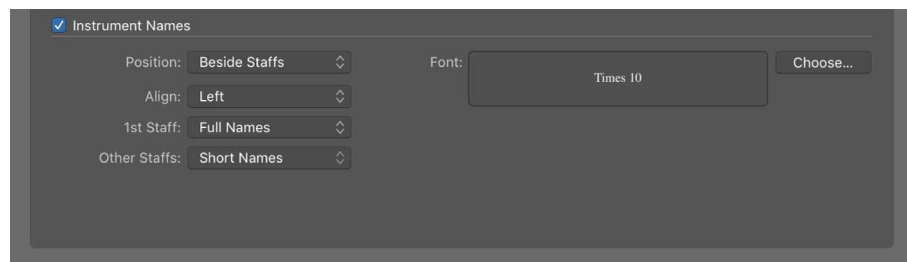 Instrument Names
Position: Beside Staffs Font: Times 10 Choose...
Align: Left
1st Staff: Full Names
Other Staffs: Short Names